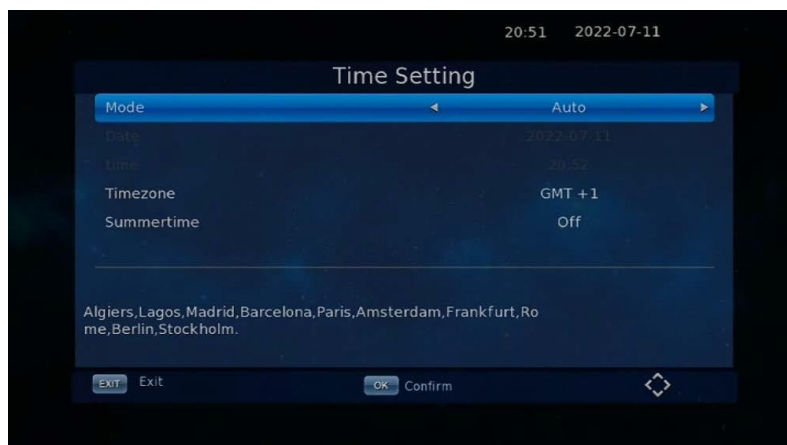 20:51 2022-07-11
Time Setting
Mode Auto
Date 2022-07-11
time 20:52
Timezone GMT +1
Summertime Off
Algiers,Lagos,Madrid,Barcelona,Paris,Amsterdam,Frankfurt,Ro
me,Berlin,Stockholm.
EXIT Exit OK Confirm